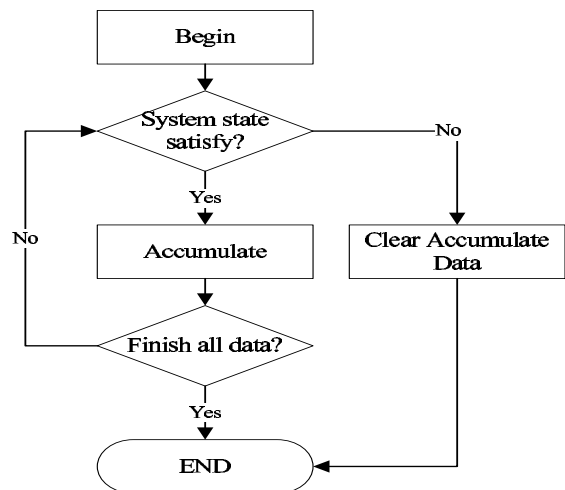 Begin
System state
satisfy?
No
Yes
No
Accumulate
Clear Accumulate
Data
Finish all data?
Yes
END